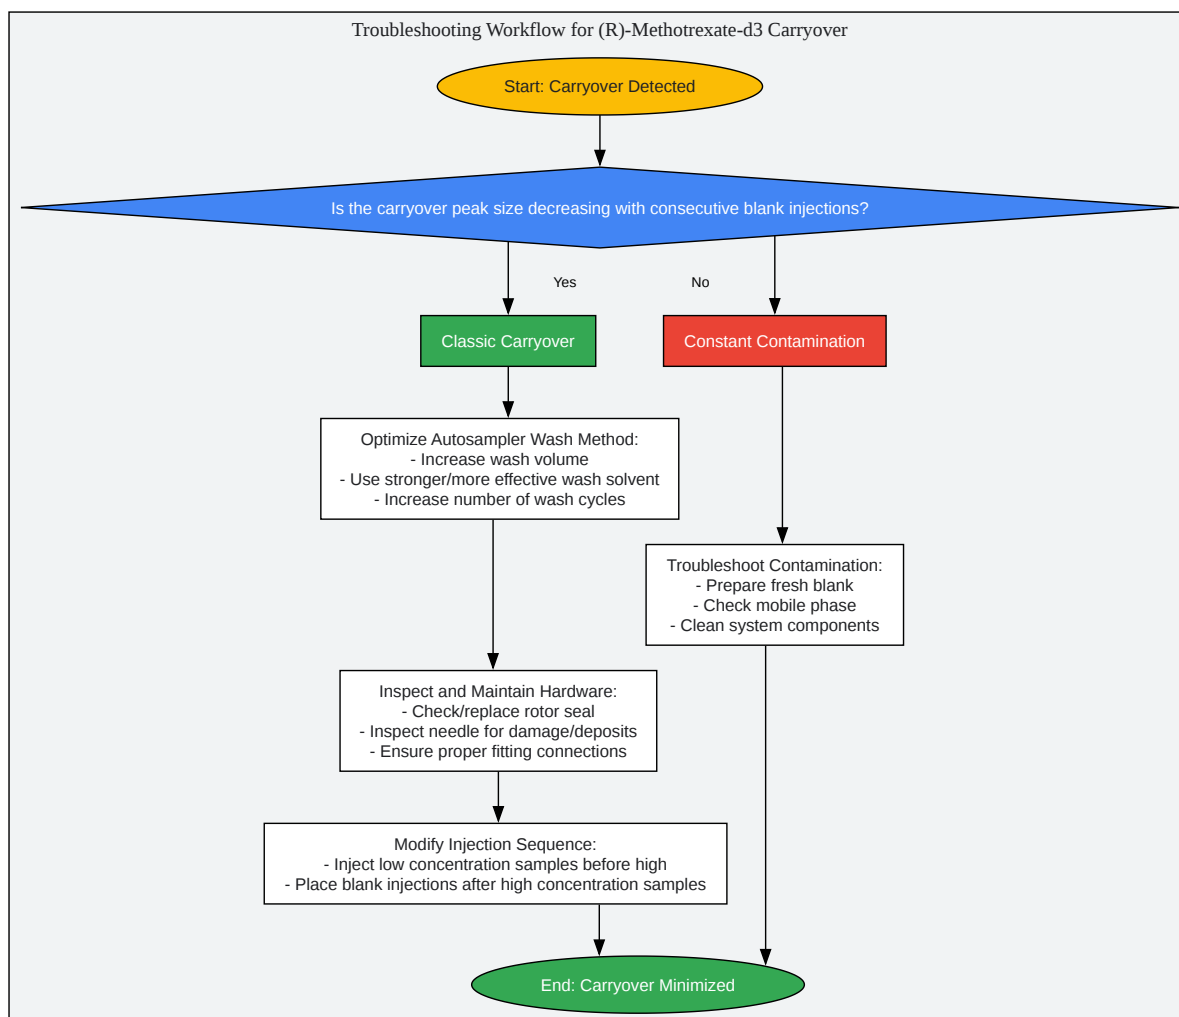 Troubleshooting Workflow for (R)-Methotrexate-d3 Carryover
Start: Carryover Detected
Is the carryover peak size decreasing with consecutive blank injections?
Yes
No
Classic Carryover
Constant Contamination
Optimize Autosampler Wash Method:
- Increase wash volume
- Use stronger/more effective wash solvent
- Increase number of wash cycles
Troubleshoot Contamination:
- Prepare fresh blank
- Check mobile phase
- Clean system components
Inspect and Maintain Hardware:
- Check/replace rotor seal
- Inspect needle for damage/deposits
- Ensure proper fitting connections
Modify Injection Sequence:
- Inject low concentration samples before high
- Place blank injections after high concentration samples
End: Carryover Minimized